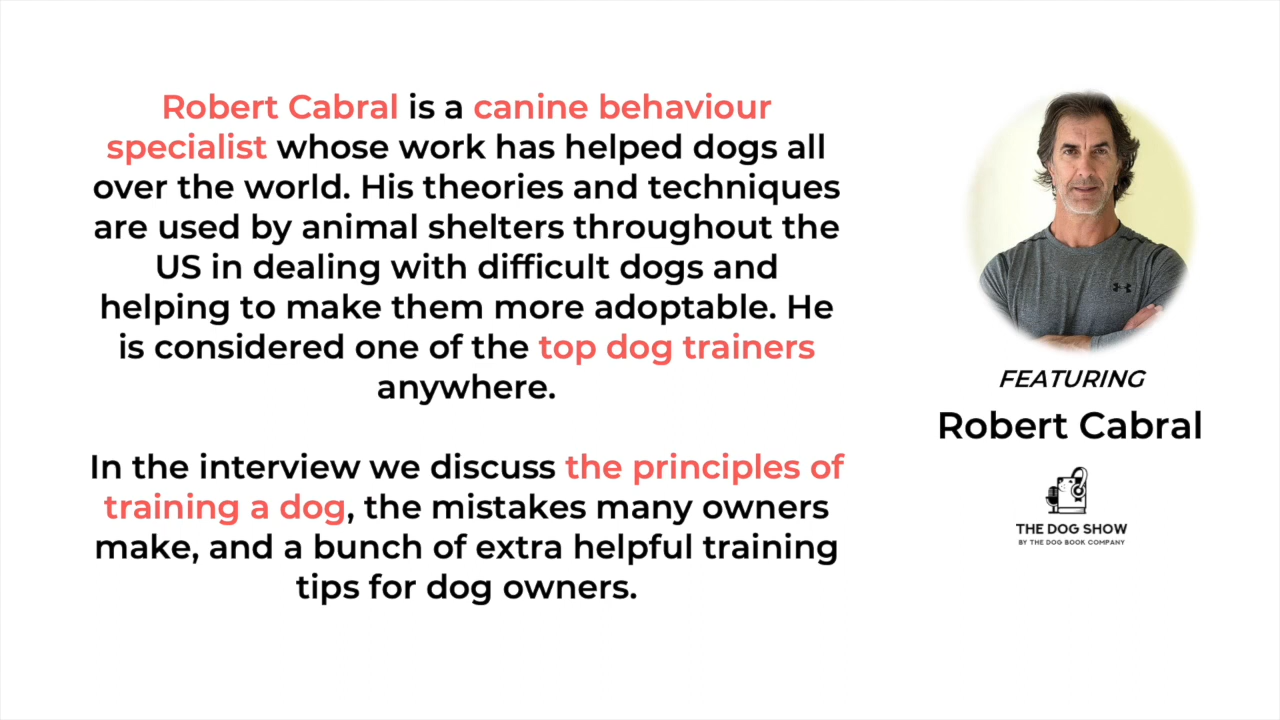 Robert Cabral is a canine behaviour
specialist whose work has helped dogs all
over the world. His theories and techniques
are used by animal shelters throughout the
US in dealing with difficult dogs and
helping to make them more adoptable. He
is considered one of the top dog trainers
anywhere.
In the interview we discuss the principles of
training a dog, the mistakes many owners
make, and a bunch of extra helpful training
tips for dog owners.
FEATURING
Robert Cabral
THE DOG SHOW
BY THE DOG BOOK COMPANY